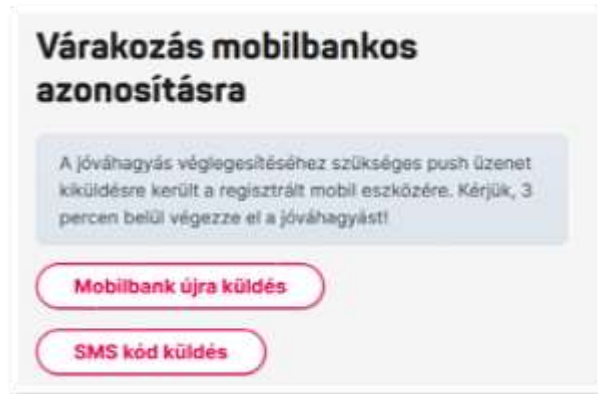 Várakozás mobilbankos
azonosításra
A jóváhagyás véglegesítéséhez szükséges push üzenet
kiküldésre került a regisztrált mobil eszközére. Kérjük, 3
percen belül végezze el a jóváhagyást!
Mobilbank újra küldés
SMS kód küldés